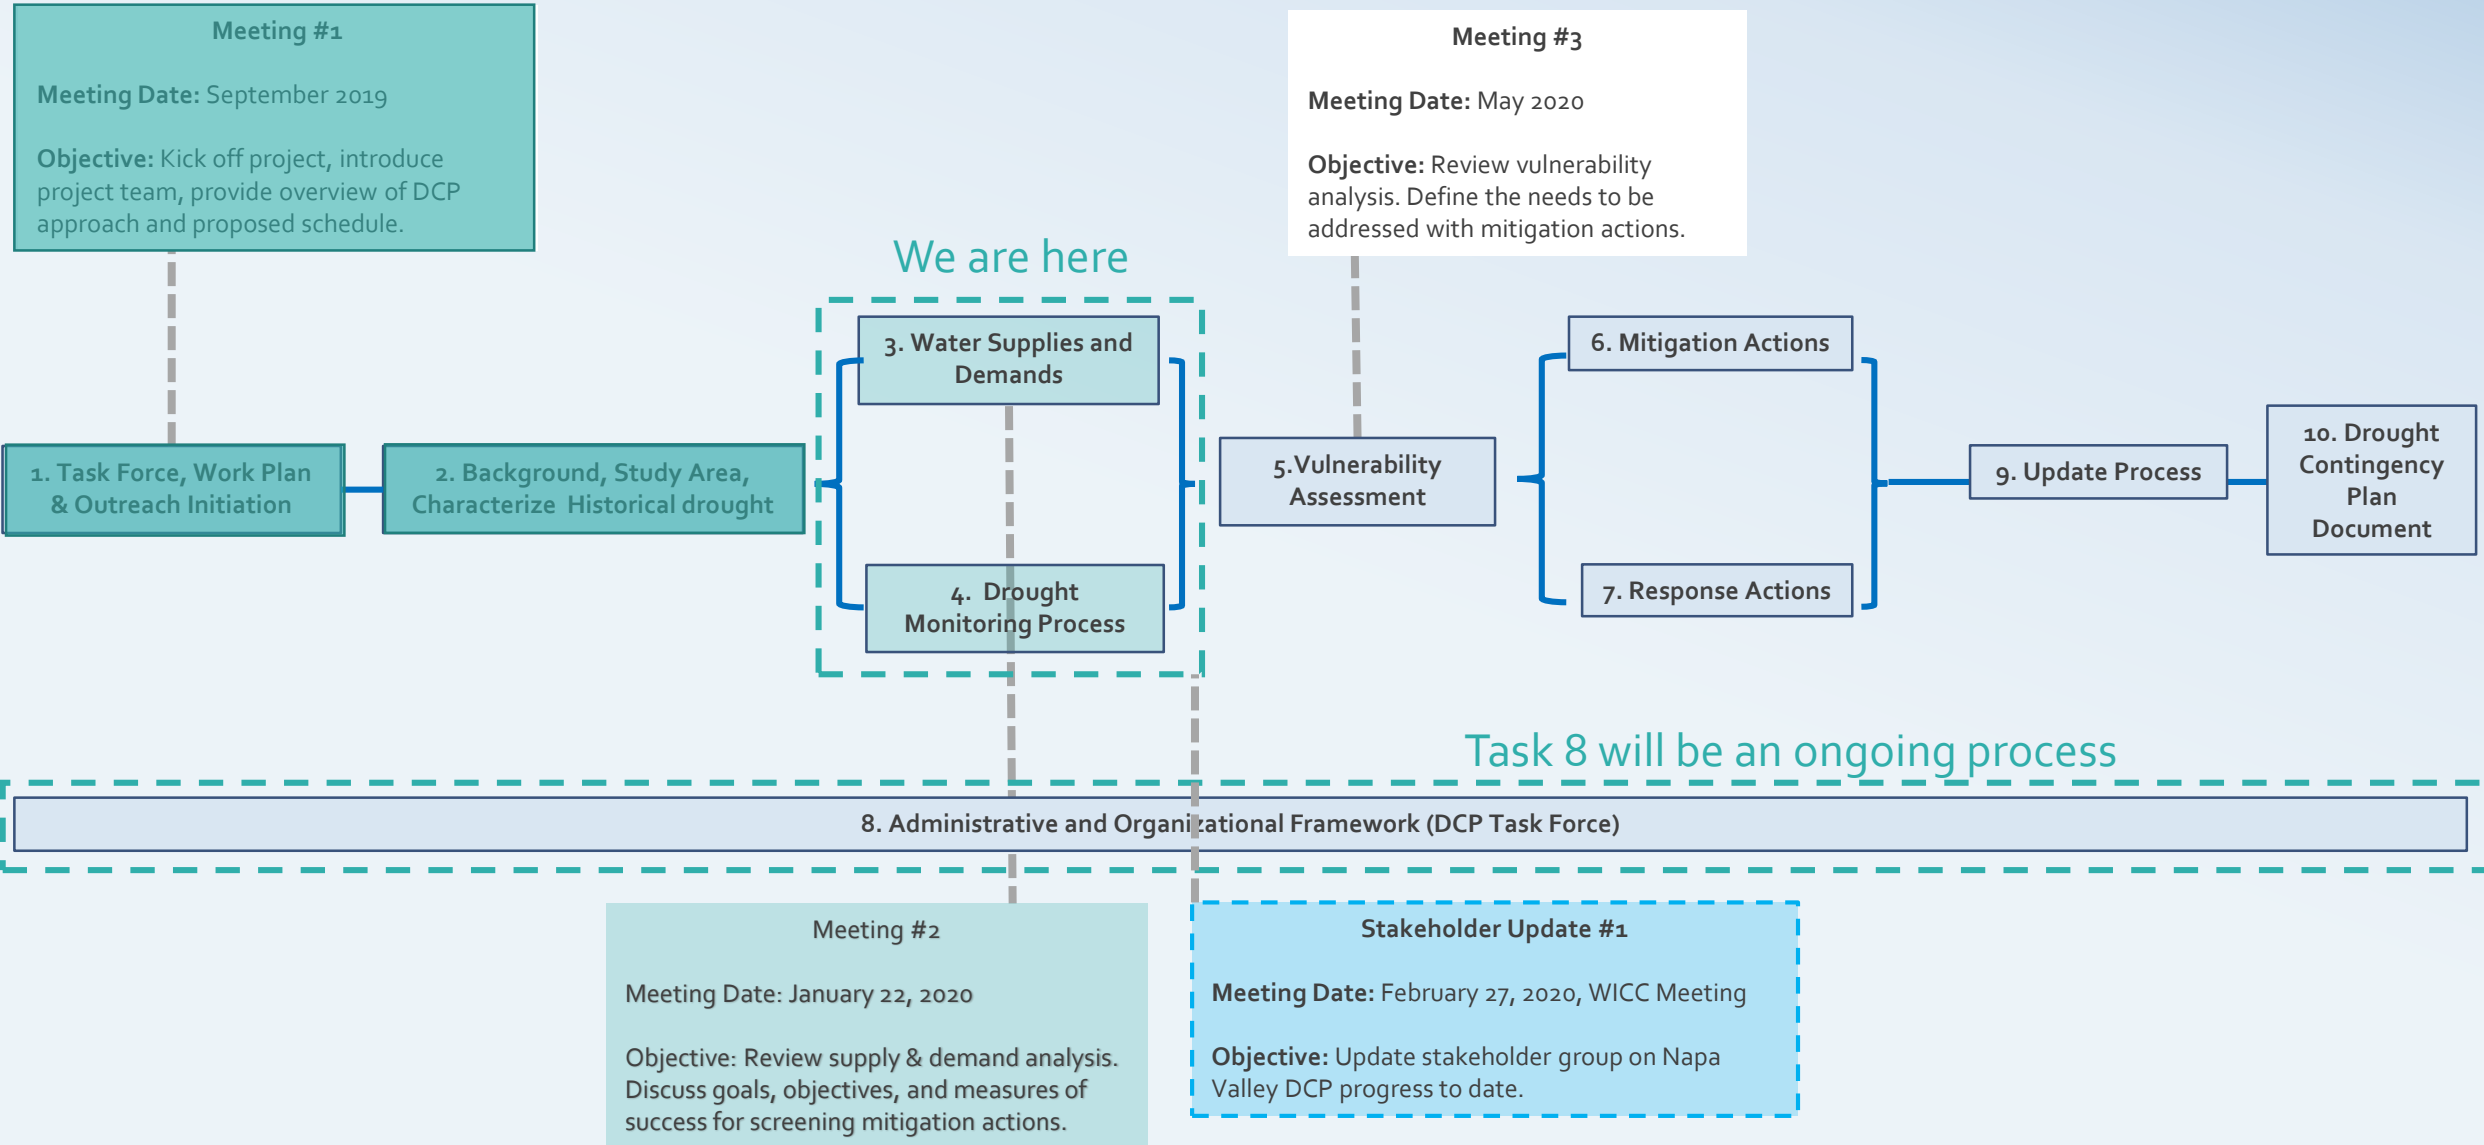 Meeting #1
Meeting Date: September 2019
Objective: Kick off project, introduce
project team, provide overview of DCP
approach and proposed schedule.
Meeting #3
Meeting Date: May 2020
Objective: Review vulnerability
analysis. Define the needs to be
addressed with mitigation actions.
We are here
1. Task Force, Work Plan
& Outreach Initiation
2. Background, Study Area,
Characterize Historical drought
3. Water Supplies and
Demands
4. Drought
Monitoring Process
5.Vulnerability
Assessment
6. Mitigation Actions
7. Response Actions
9. Update Process
10. Drought
Contingency
Plan
Document
Task 8 will be an ongoing process
8. Administrative and Organizational Framework (DCP Task Force)
Meeting #2
Meeting Date: January 22, 2020
Objective: Review supply & demand analysis.
Discuss goals, objectives, and measures of
success for screening mitigation actions.
Stakeholder Update #1
Meeting Date: February 27, 2020, WICC Meeting
Objective: Update stakeholder group on Napa
Valley DCP progress to date.